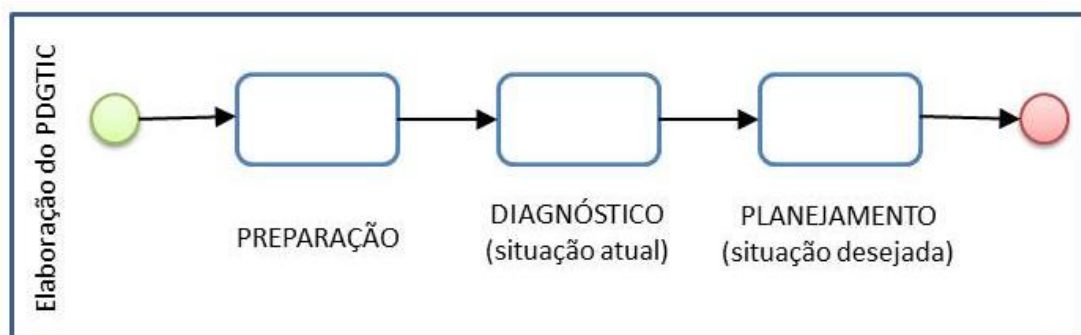 Elaboração do PDGTIC
PREPARAÇÃO
DIAGNÓSTICO
(situação atual)
PLANEJAMENTO
(situação desejada)